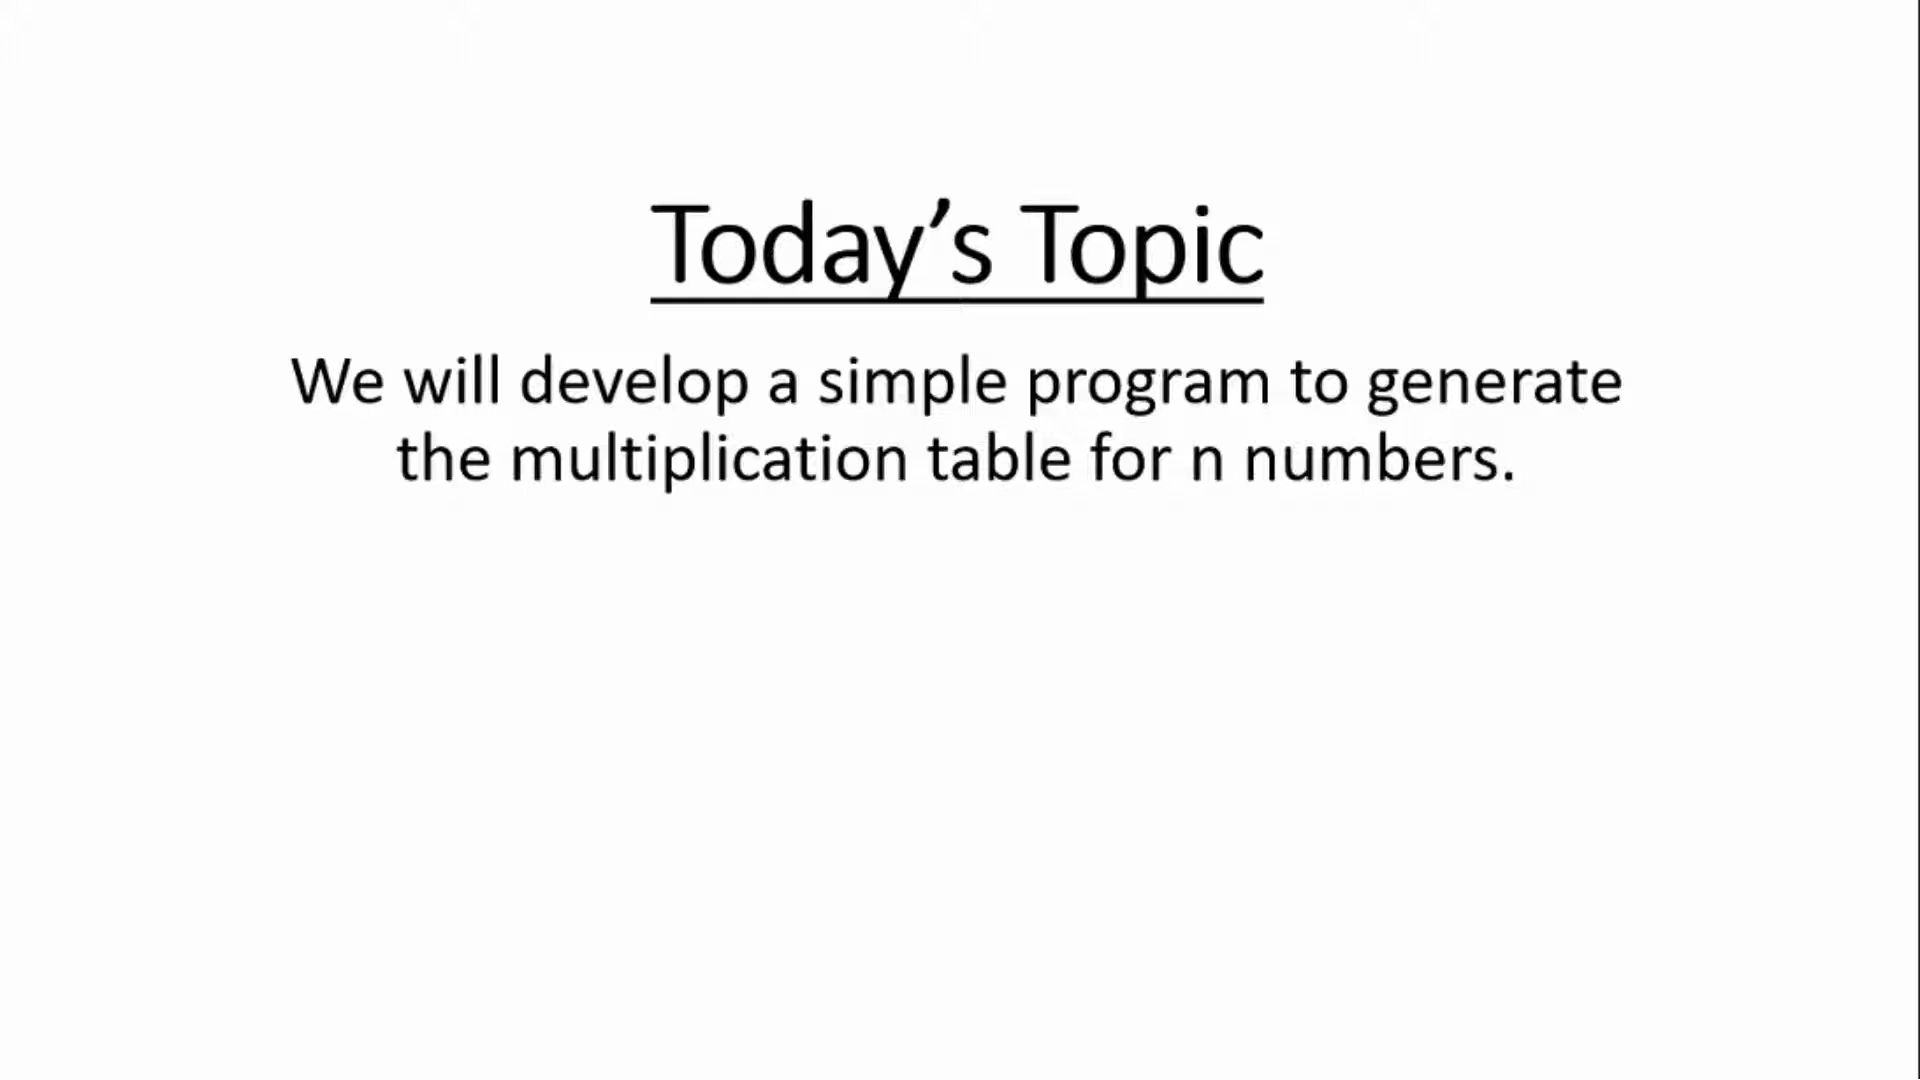 Today’s Topic
We will develop a simple program to generate
the multiplication table for n numbers.